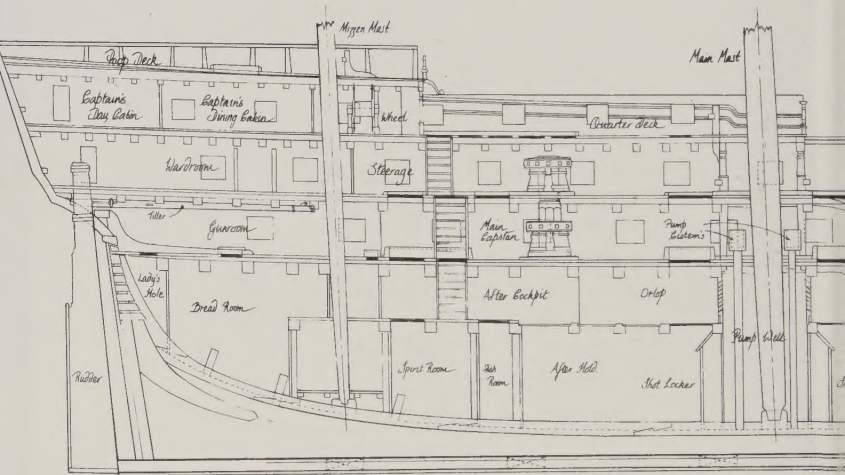 Mizzen Mast
Main Mast
Poop Deck
Captain's
Day Cabin
Captain's
Dining Cabin
Wheel
Quarter Deck
Wardroom
Steerage
Tiller
Gunroom
Main
Capstan
Pump
Cisterns
Lady's
Hole
Bread Room
After Cockpit
Orlop
Pump Well
Rudder
Spirit Room
Fish
Room
After Hold
Shot Locker